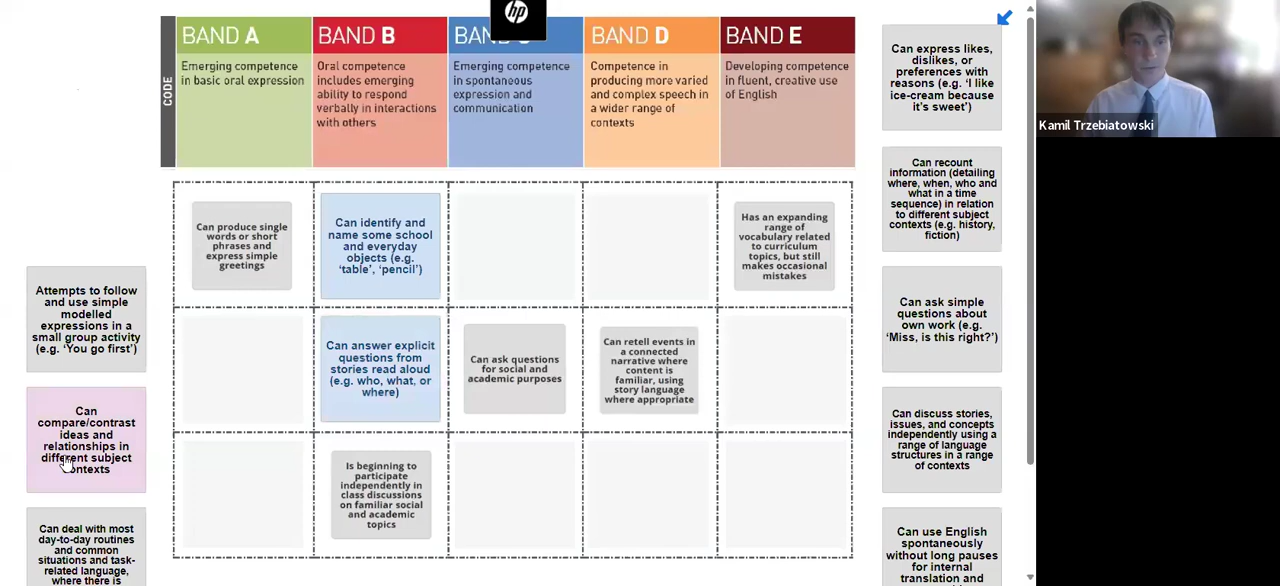 hp
CODE
BAND A
Emerging competence
in basic oral expression
BAND B
Oral competence
includes emerging
ability to respond
verbally in interactions
with others
BAND
Emerging competence
in spontaneous
expression and
communication
BAND D
Competence in
producing more varied
and complex speech in
a wider range of
contexts
BAND E
Developing competence
in fluent, creative use
of English
Can produce single
words or short
phrases and
express simple
greetings
Can identify and
name some school
and everyday
objects (e.g.
‘table’, ‘pencil’)
Has an expanding
range of
vocabulary related
to curriculum
topics, but still
makes occasional
mistakes
Can answer explicit
questions from
stories read aloud
(e.g. who, what, or
where)
Can ask questions
for social and
academic purposes
Can retell events in
a connected
narrative where
content is
familiar, using
story language
where appropriate
Is beginning to
participate
independently in
class discussions
on familiar social
and academic
topics
Attempts to follow
and use simple
modelled
expressions in a
small group activity
(e.g. ‘You go first’)
Can
compare/contrast
ideas and
relationships in
different subject
contexts
Can deal with most
day-to-day routines
and common
situations and task-
related language,
where there is
Can express likes,
dislikes, or
preferences with
reasons (e.g. ‘I like
ice-cream because
it’s sweet’)
Can recount
information (detailing
where, when, who and
what in a time
sequence) in relation
to different subject
contexts (e.g. history,
fiction)
Can ask simple
questions about
own work (e.g.
‘Miss, is this right?’)
Can discuss stories,
issues, and concepts
independently using a
range of language
structures in a range
of contexts
Can use English
spontaneously
without long pauses
for internal
translation and
Kamil Trzebiatowski